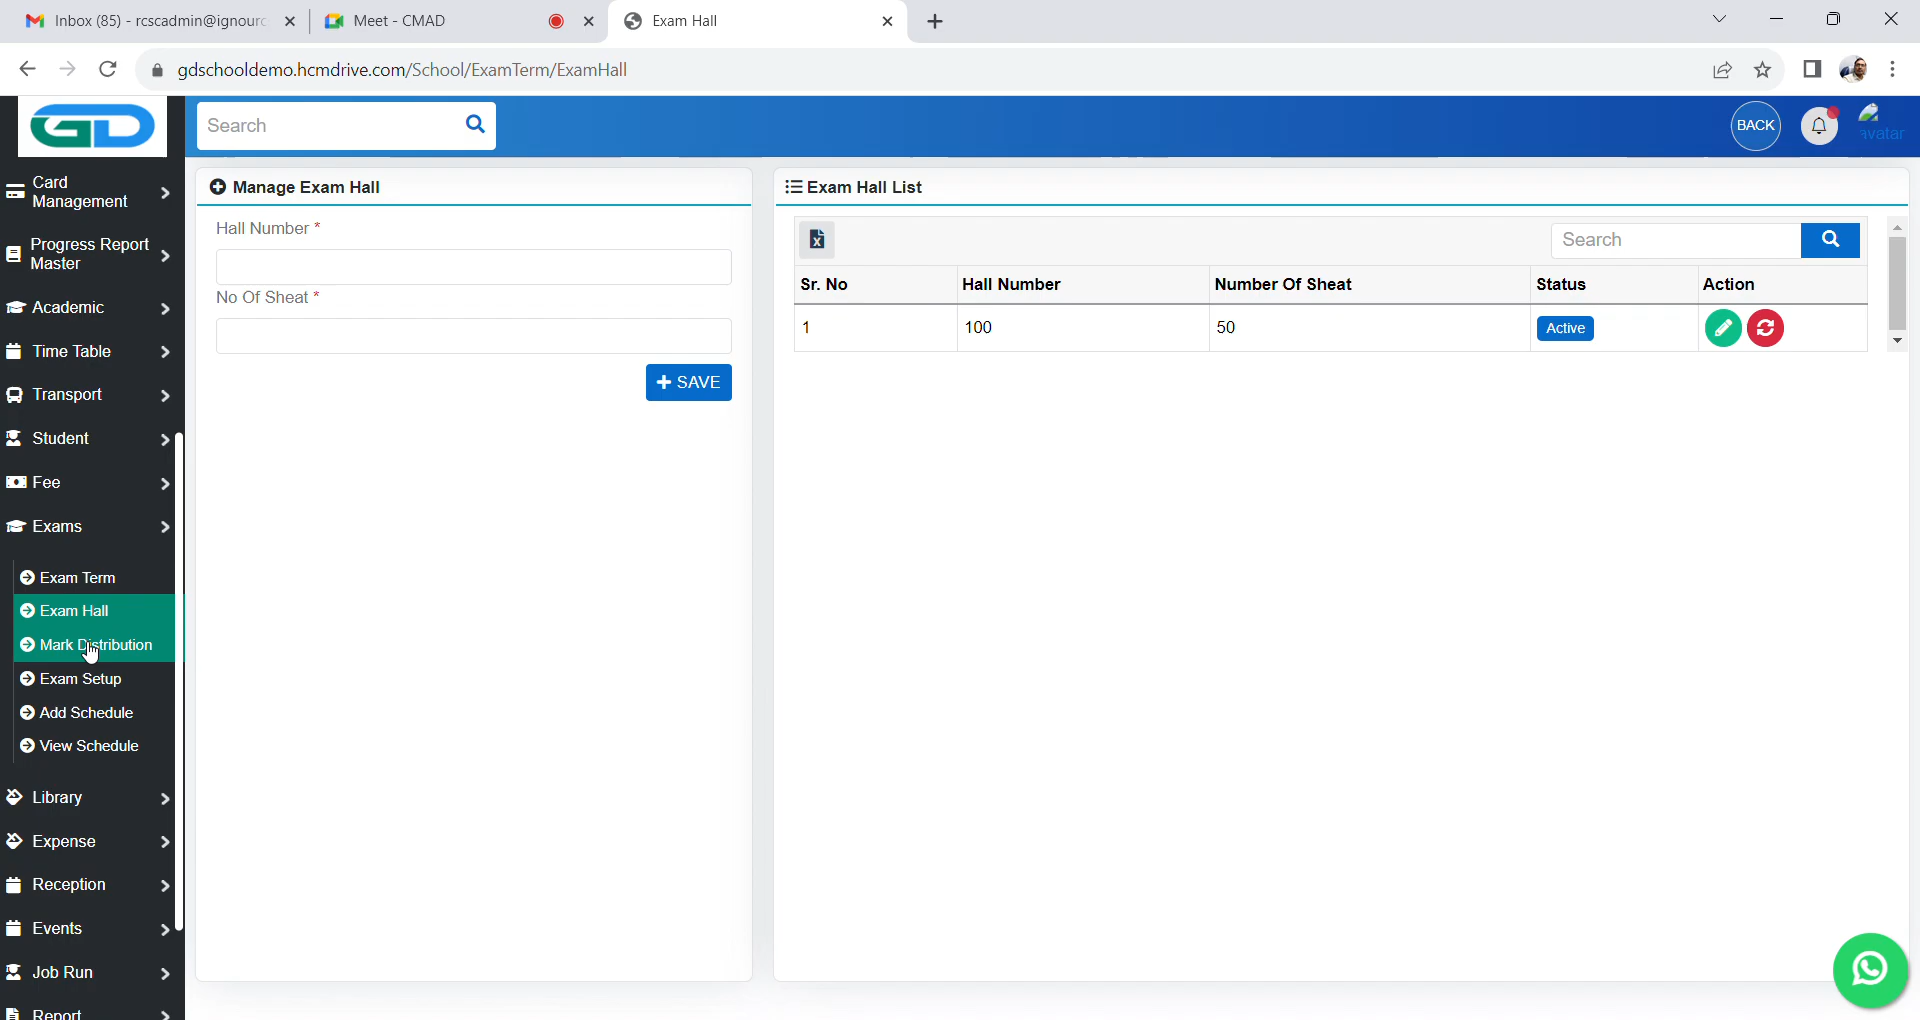 Inbox (85) - rcscadmin@ignourc
Meet - CMAD
Exam Hall
gdschooldemo.hcmdrive.com/School/ExamTerm/ExamHall
GD
Search
BACK
avatar
Card Management
Progress Report Master
Academic
Time Table
Transport
Student
Fee
Exams
Exam Term
Exam Hall
Mark Distribution
Exam Setup
Add Schedule
View Schedule
Library
Expense
Reception
Events
Job Run
Report
Manage Exam Hall
Hall Number *
No Of Sheat *
+ SAVE
Exam Hall List
Search
Sr. No Hall Number Number Of Sheat Status Action
1 100 50 Active